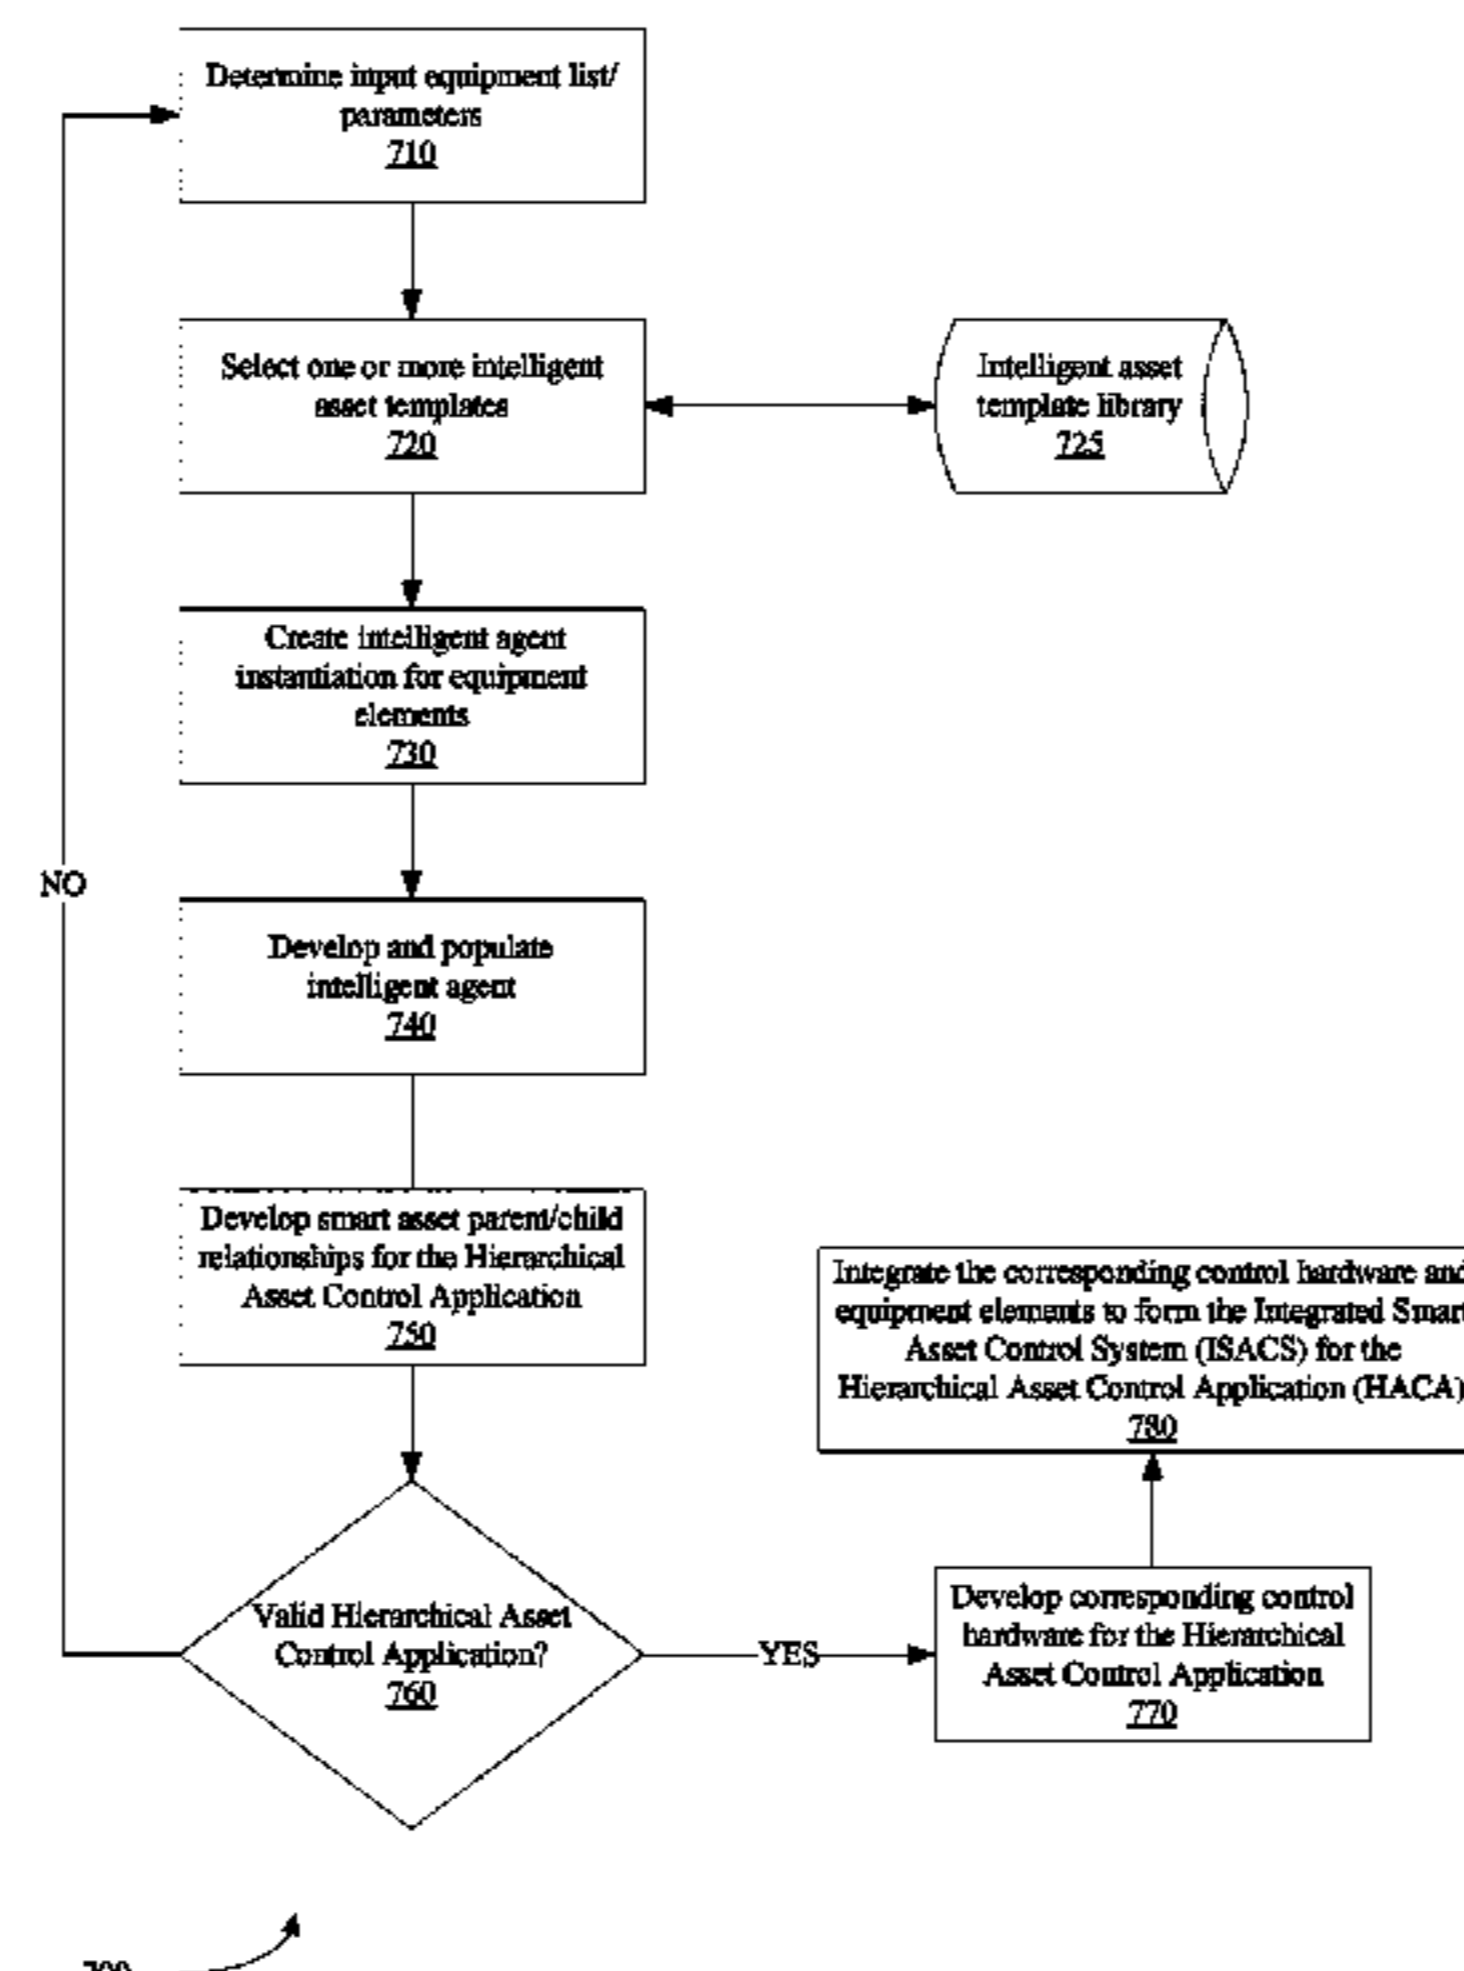 Determine input equipment list/
parameters
710
Select one or more intelligent
asset templates
720
Intelligent asset
template library
725
Create intelligent agent
instantiation for equipment
elements
730
NO
Develop and populate
intelligent agent
740
Develop smart asset parent/child
relationships for the Hierarchical
Asset Control Application
750
Integrate the corresponding control hardware and
equipment elements to form the Integrated Smart
Asset Control System (ISACS) for the
Hierarchical Asset Control Application (HACA)
780
Valid Hierarchical Asset
Control Application?
760
YES
Develop corresponding control
hardware for the Hierarchical
Asset Control Application
770